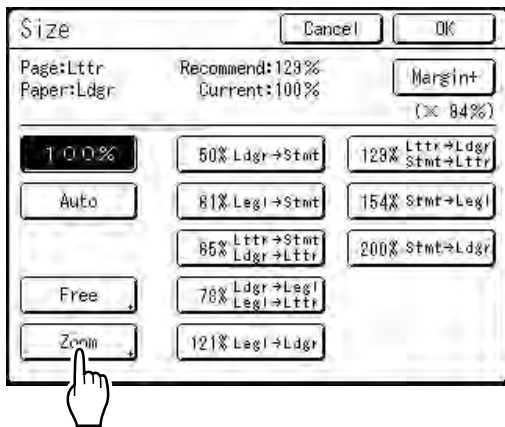 Size
Cancel
OK
Page:Lttr
Recommend:129%
Paper:Ldgr
Current:100%
Margin+
(× 94%)
100%
50% Ldgr→Stmt
129% Lttr→Ldgr
Stmt→Lttr
Auto
61% Legl→Stmt
154% Stmt→Legl
65% Lttr→Stmt
Ldgr→Lttr
200% Stmt→Ldgr
Free
78% Ldgr→Legl
Legl→Lttr
Zoom
121% Legl→Ldgr